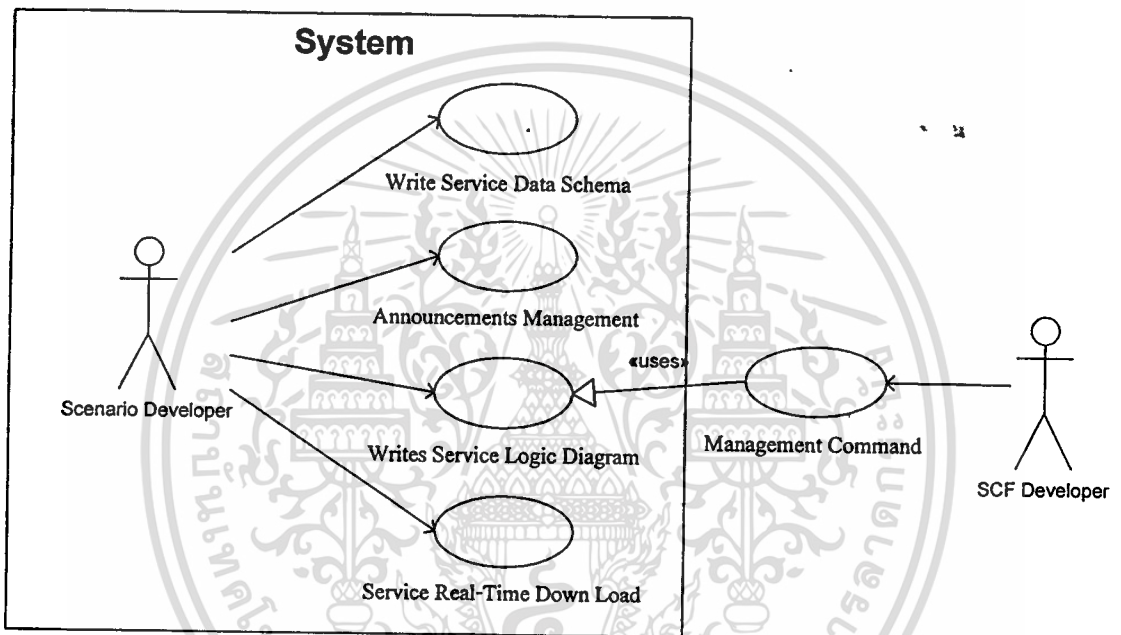 System
Write Service Data Schema
Announcements Management
«uses»
Scenario Developer
Writes Service Logic Diagram
Management Command
SCF Developer
Service Real-Time Down Load